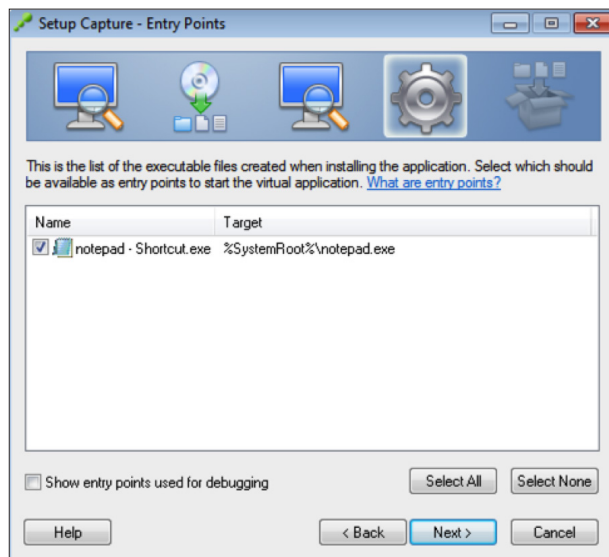 Setup Capture - Entry Points
This is the list of the executable files created when installing the application. Select which should
be available as entry points to start the virtual application. What are entry points?
Name Target
notepad - Shortcut.exe %SystemRoot%\notepad.exe
Show entry points used for debugging Select All Select None
Help < Back Next > Cancel